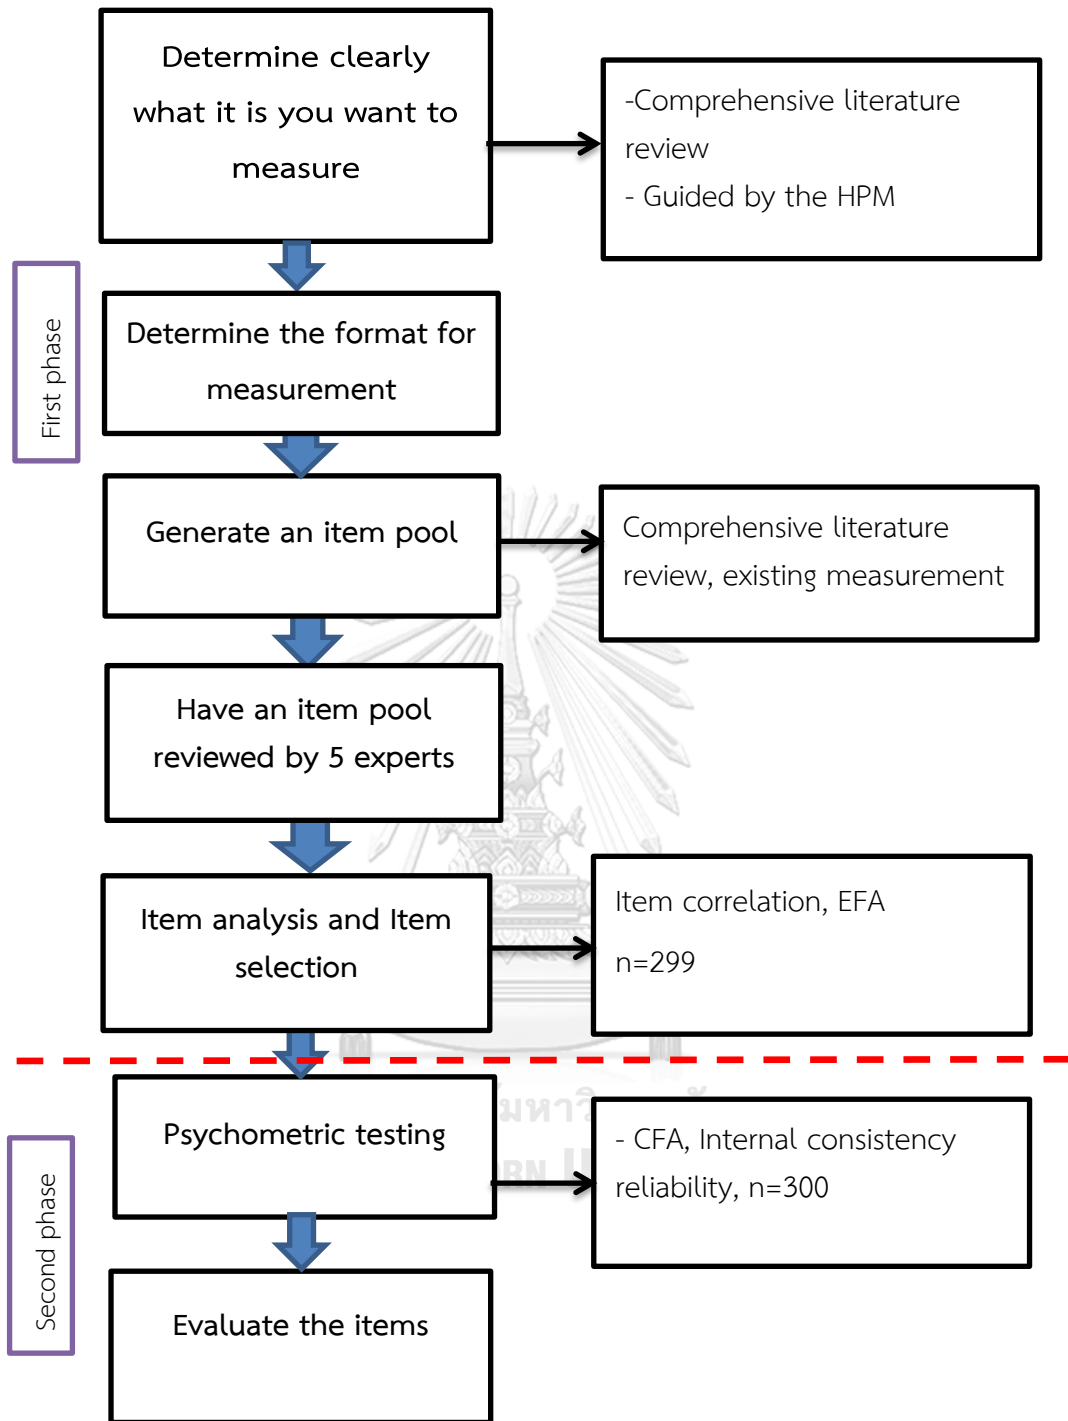 Determine clearly
what it is you want to
measure
-Comprehensive literature
review
- Guided by the HPM
First phase
Determine the format for
measurement
Generate an item pool
Comprehensive literature
review, existing measurement
Have an item pool
reviewed by 5 experts
Item analysis and Item
selection
Item correlation, EFA
n=299
Second phase
Psychometric testing
- CFA, Internal consistency
reliability, n=300
Evaluate the items